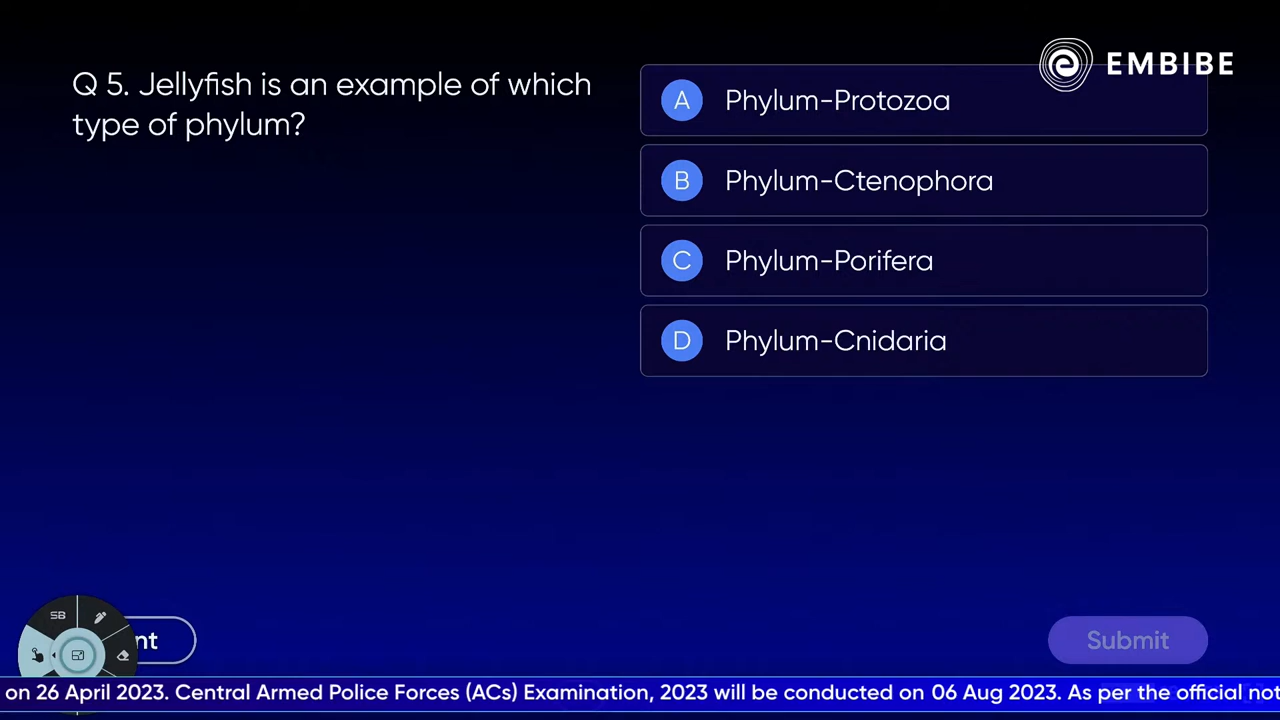 EMBIBE
Q 5. Jellyfish is an example of which
type of phylum?
A Phylum-Protozoa
B Phylum-Ctenophora
C Phylum-Porifera
D Phylum-Cnidaria
SB
nt
Submit
on 26 April 2023. Central Armed Police Forces (ACs) Examination, 2023 will be conducted on 06 Aug 2023. As per the official not